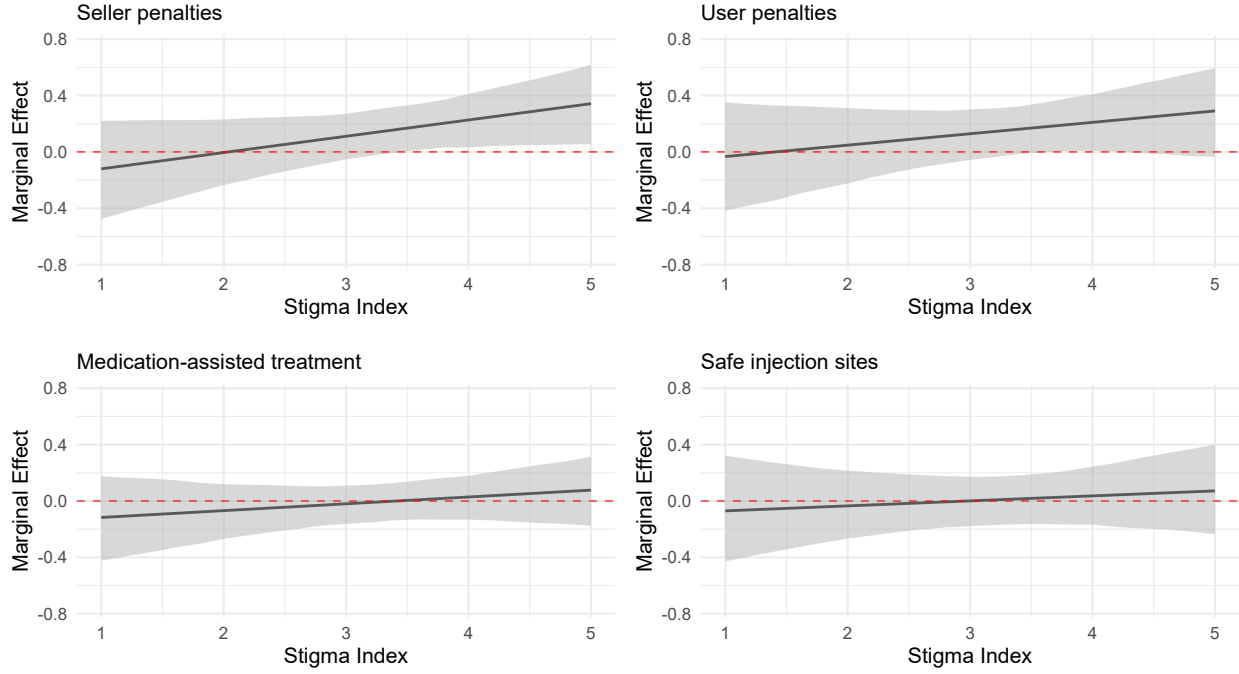 Seller penalties
Marginal Effect
0.8
0.4
0.0
-0.4
-0.8
1 2 3 4 5
Stigma Index
User penalties
Marginal Effect
0.8
0.4
0.0
-0.4
-0.8
1 2 3 4 5
Stigma Index
Medication-assisted treatment
Marginal Effect
0.8
0.4
0.0
-0.4
-0.8
1 2 3 4 5
Stigma Index
Safe injection sites
Marginal Effect
0.8
0.4
0.0
-0.4
-0.8
1 2 3 4 5
Stigma Index